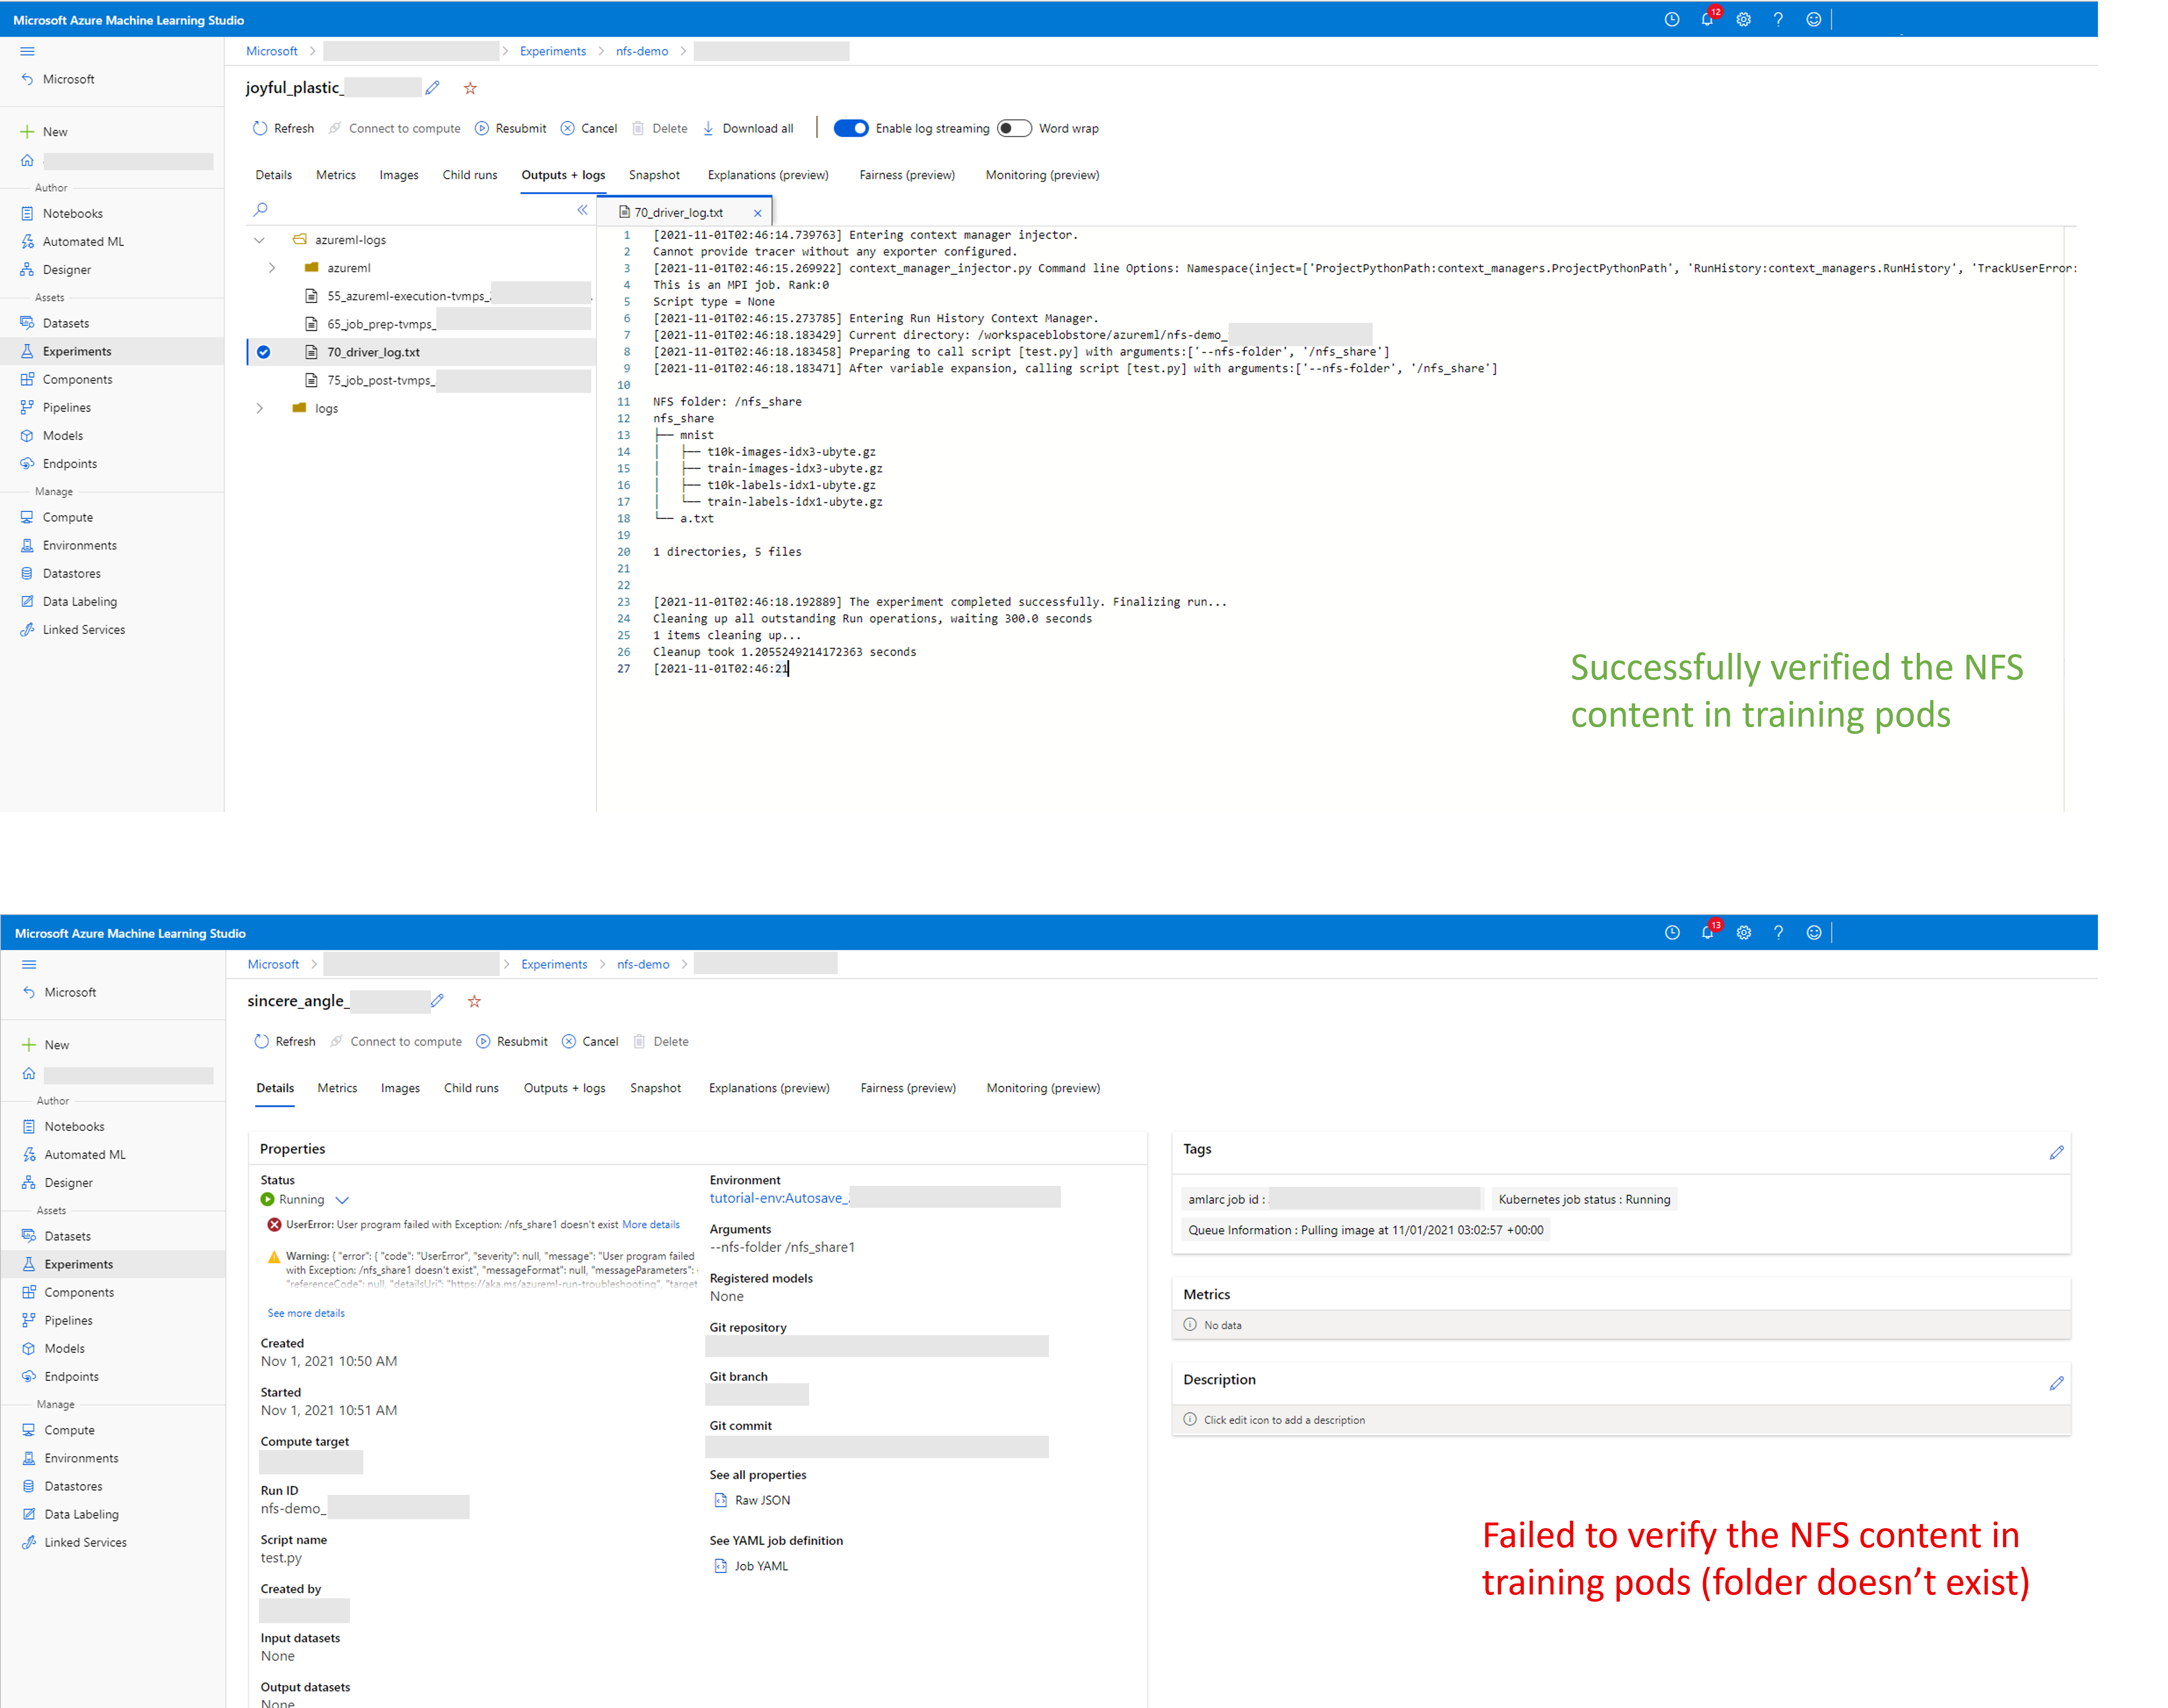 Microsoft Azure Machine Learning Studio
12
Microsoft > > Experiments > nfs-demo >
Microsoft
joyful_plastic_
New
Refresh Connect to compute Resubmit Cancel Delete Download all Enable log streaming Word wrap
Author
Notebooks
Automated ML
Designer
Assets
Datasets
Experiments
Components
Pipelines
Models
Endpoints
Manage
Compute
Environments
Datastores
Data Labeling
Linked Services
Details Metrics Images Child runs Outputs + logs Snapshot Explanations (preview) Fairness (preview) Monitoring (preview)
azureml-logs
azureml
55_azureml-execution-tvmps_
65_job_prep-tvmps_
70_driver_log.txt
75_job_post-tvmps_
logs
70_driver_log.txt ×
1 [2021-11-01T02:46:14.739763] Entering context manager injector.
2 Cannot provide tracer without any exporter configured.
3 [2021-11-01T02:46:15.269922] context_manager_injector.py Command line Options: Namespace(inject=['ProjectPythonPath:context_managers.ProjectPythonPath', 'RunHistory:context_managers.RunHistory', 'TrackUserError:
4 This is an MPI job. Rank:0
5 Script type = None
6 [2021-11-01T02:46:15.273785] Entering Run History Context Manager.
7 [2021-11-01T02:46:18.183429] Current directory: /workspaceblobstore/azureml/nfs-demo_
8 [2021-11-01T02:46:18.183458] Preparing to call script [test.py] with arguments:['--nfs-folder', '/nfs_share']
9 [2021-11-01T02:46:18.183471] After variable expansion, calling script [test.py] with arguments:['--nfs-folder', '/nfs_share']
10
11 NFS folder: /nfs_share
12 nfs_share
13 ├── mnist
14 │   ├── t10k-images-idx3-ubyte.gz
15 │   ├── train-images-idx3-ubyte.gz
16 │   ├── t10k-labels-idx1-ubyte.gz
17 │   └── train-labels-idx1-ubyte.gz
18 └── a.txt
19
20 1 directories, 5 files
21
22
23 [2021-11-01T02:46:18.192889] The experiment completed successfully. Finalizing run...
24 Cleaning up all outstanding Run operations, waiting 300.0 seconds
25 1 items cleaning up...
26 Cleanup took 1.2055249214172363 seconds
27 [2021-11-01T02:46:21
Successfully verified the NFS
content in training pods
Microsoft Azure Machine Learning Studio
13
Microsoft > > Experiments > nfs-demo >
Microsoft
sincere_angle_
New
Refresh Connect to compute Resubmit Cancel Delete
Author
Notebooks
Automated ML
Designer
Assets
Datasets
Experiments
Components
Pipelines
Models
Endpoints
Manage
Compute
Environments
Datastores
Data Labeling
Linked Services
Details Metrics Images Child runs Outputs + logs Snapshot Explanations (preview) Fairness (preview) Monitoring (preview)
Properties
Status
Running
UserError: User program failed with Exception: /nfs_share1 doesn't exist More details
Warning: { "error": { "code": "UserError", "severity": null, "message": "User program failed
with Exception: /nfs_share1 doesn't exist", "messageFormat": null, "messageParameters":
"referenceCode": null, "detailsUri": "https://aka.ms/azureml-run-troubleshooting", "target
See more details
Created
Nov 1, 2021 10:50 AM
Started
Nov 1, 2021 10:51 AM
Compute target
Run ID
nfs-demo_
Script name
test.py
Created by
Input datasets
None
Output datasets
None
Environment
tutorial-env:Autosave_
Arguments
--nfs-folder /nfs_share1
Registered models
None
Git repository
Git branch
Git commit
See all properties
Raw JSON
See YAML job definition
Job YAML
Tags
amlarc job id :
Kubernetes job status : Running
Queue Information : Pulling image at 11/01/2021 03:02:57 +00:00
Metrics
No data
Description
Click edit icon to add a description
Failed to verify the NFS content in
training pods (folder doesn't exist)